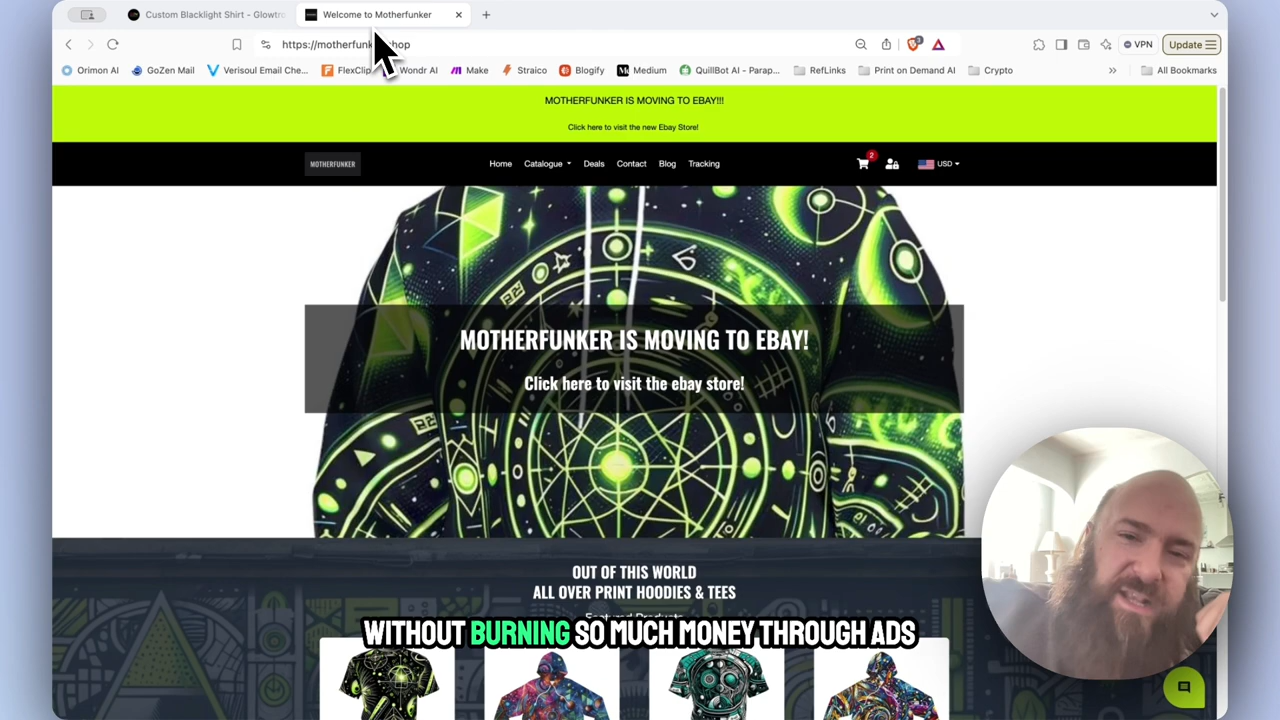 Custom Blacklight Shirt - Glowtro
Welcome to Motherfunker
https://motherfun
hop
VPN
Update
Orimon AI
GoZen Mail
Verisoul Email Che...
FlexClip
Wondr AI
Make
Straico
Blogify
Medium
QuillBot AI - Parap...
RefLinks
Print on Demand AI
Crypto
All Bookmarks
MOTHERFUNKER IS MOVING TO EBAY!!!
Click here to visit the new Ebay Store!
MOTHERFUNKER
Home
Catalogue
Deals
Contact
Blog
Tracking
2
USD
MOTHERFUNKER IS MOVING TO EBAY!
Click here to visit the ebay store!
OUT OF THIS WORLD
ALL OVER PRINT HOODIES & TEES
WITHOUT BURNING SO MUCH MONEY THROUGH ADS